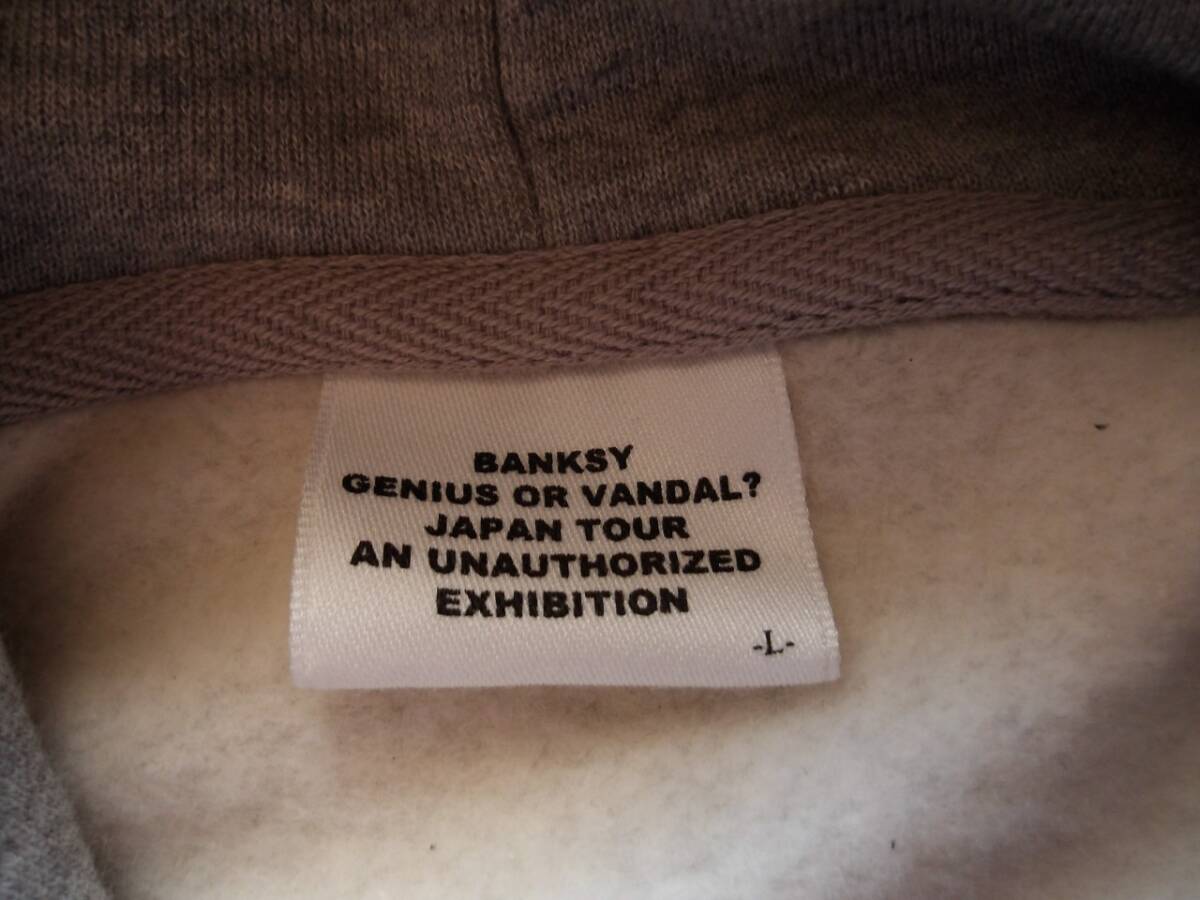 BANKSY
GENIUS OR VANDAL?
JAPAN TOUR
AN UNAUTHORIZED
EXHIBITION
-L-